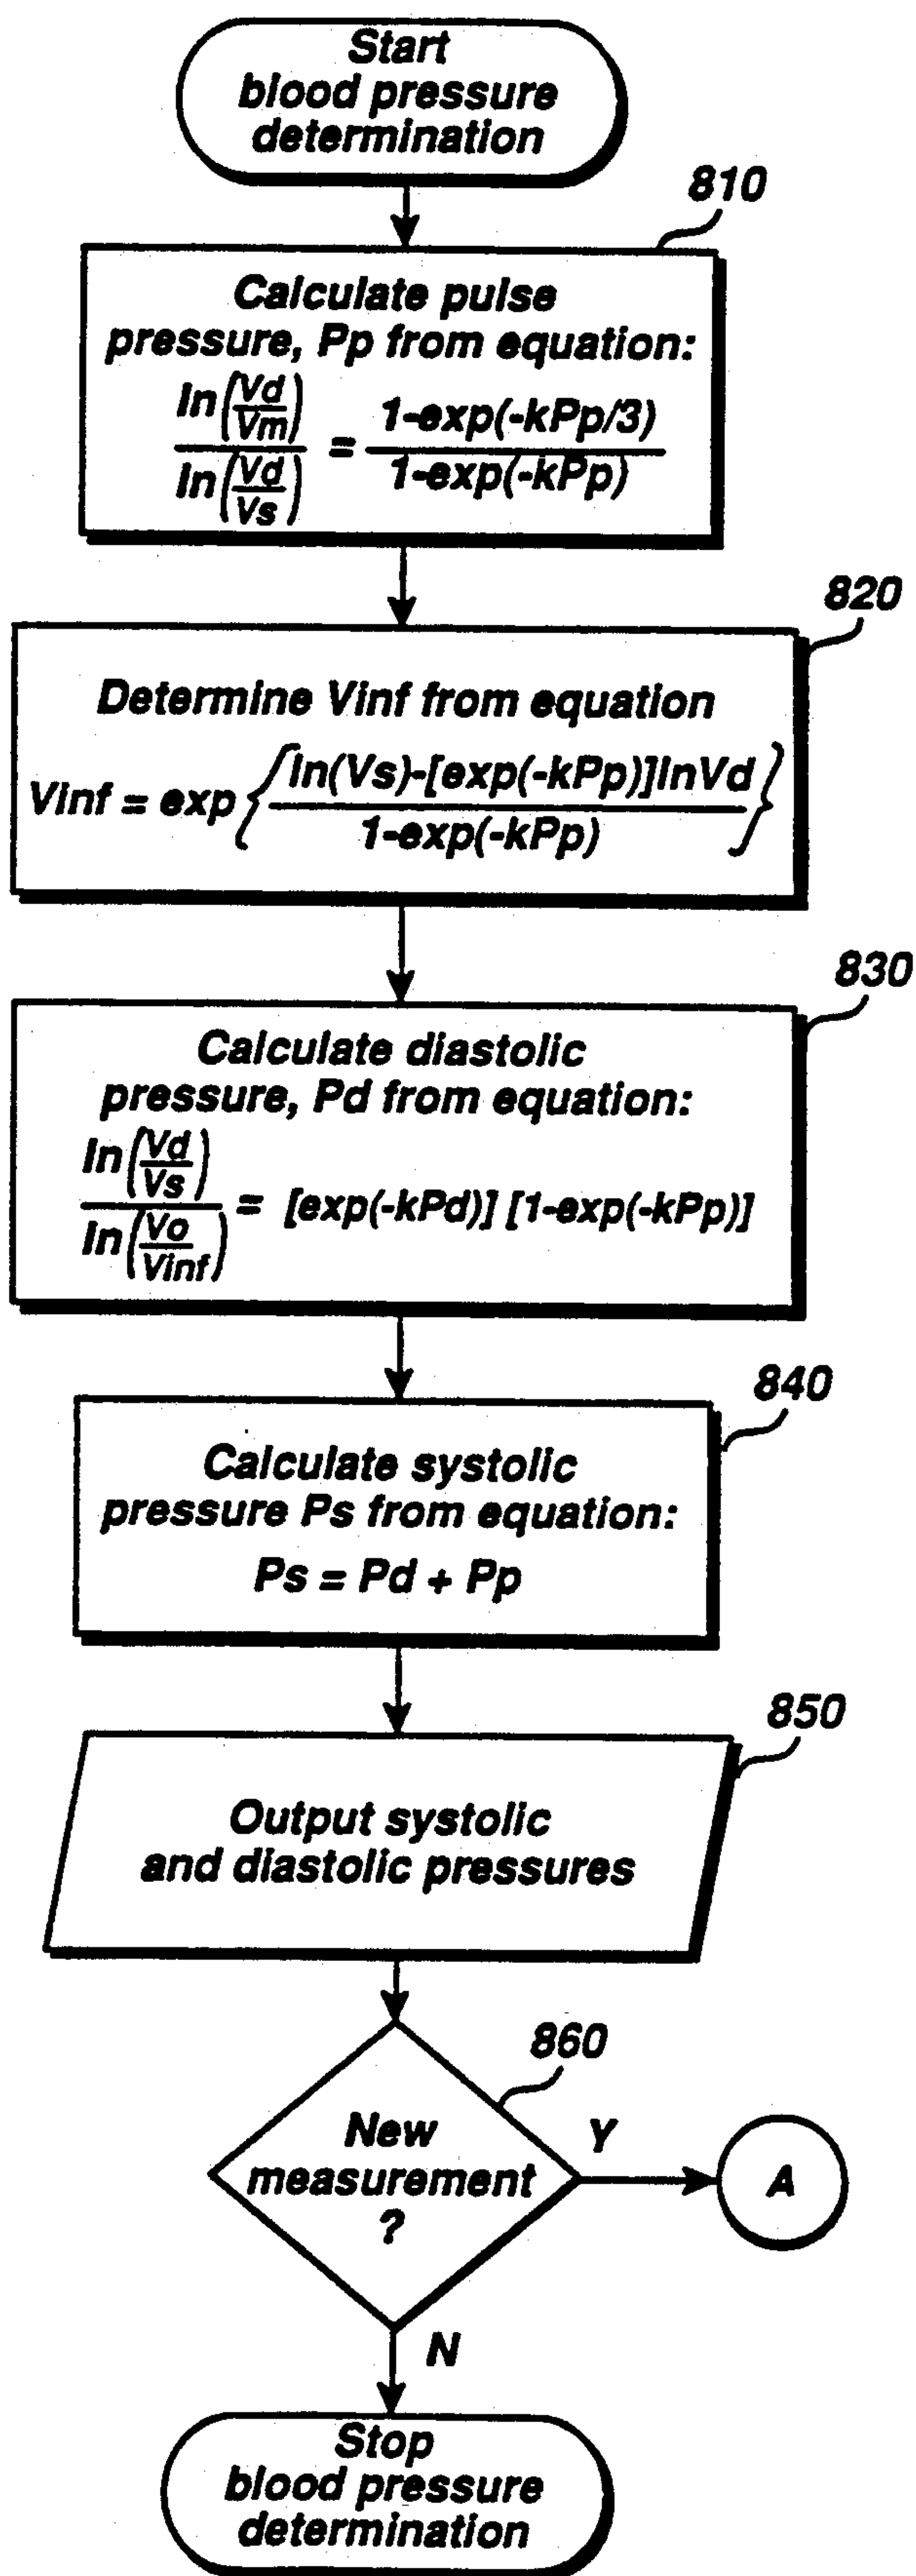 Start
blood pressure
determination
810
Calculate pulse
pressure, Pp from equation:
ln(Vd/Vm) / ln(Vd/Vs) = 1-exp(-kPp/3) / 1-exp(-kPp)
820
Determine Vinf from equation
Vinf = exp{ln(Vs)-[exp(-kPp)]lnVd / 1-exp(-kPp)}
830
Calculate diastolic
pressure, Pd from equation:
ln(Vd/Vs) / ln(Vo/Vinf) = [exp(-kPd)] [1-exp(-kPp)]
840
Calculate systolic
pressure Ps from equation:
Ps = Pd + Pp
850
Output systolic
and diastolic pressures
860
New
measurement
?
Y
A
N
Stop
blood pressure
determination